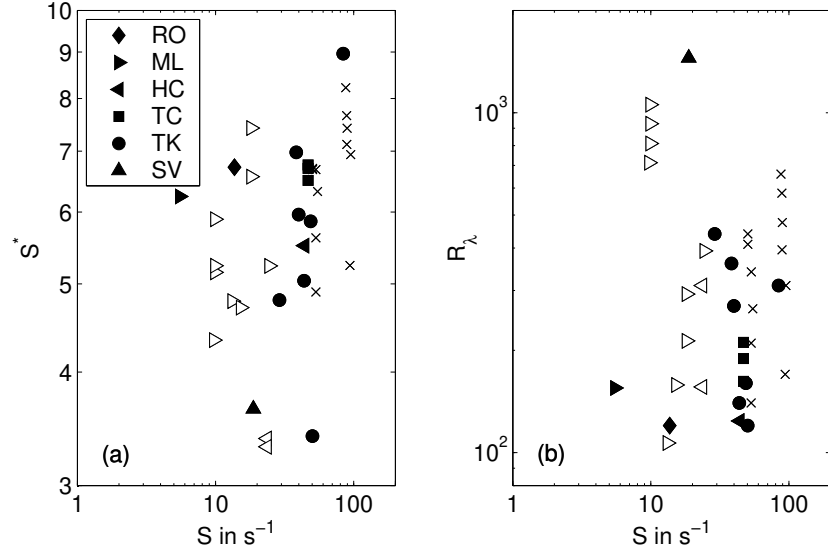 10
9
8
7
6
5
4
3
S*
RO
ML
HC
TC
TK
SV
(a)
1 10 100
S in s⁻¹
10³
10²
R_λ
(b)
1 10 100
S in s⁻¹